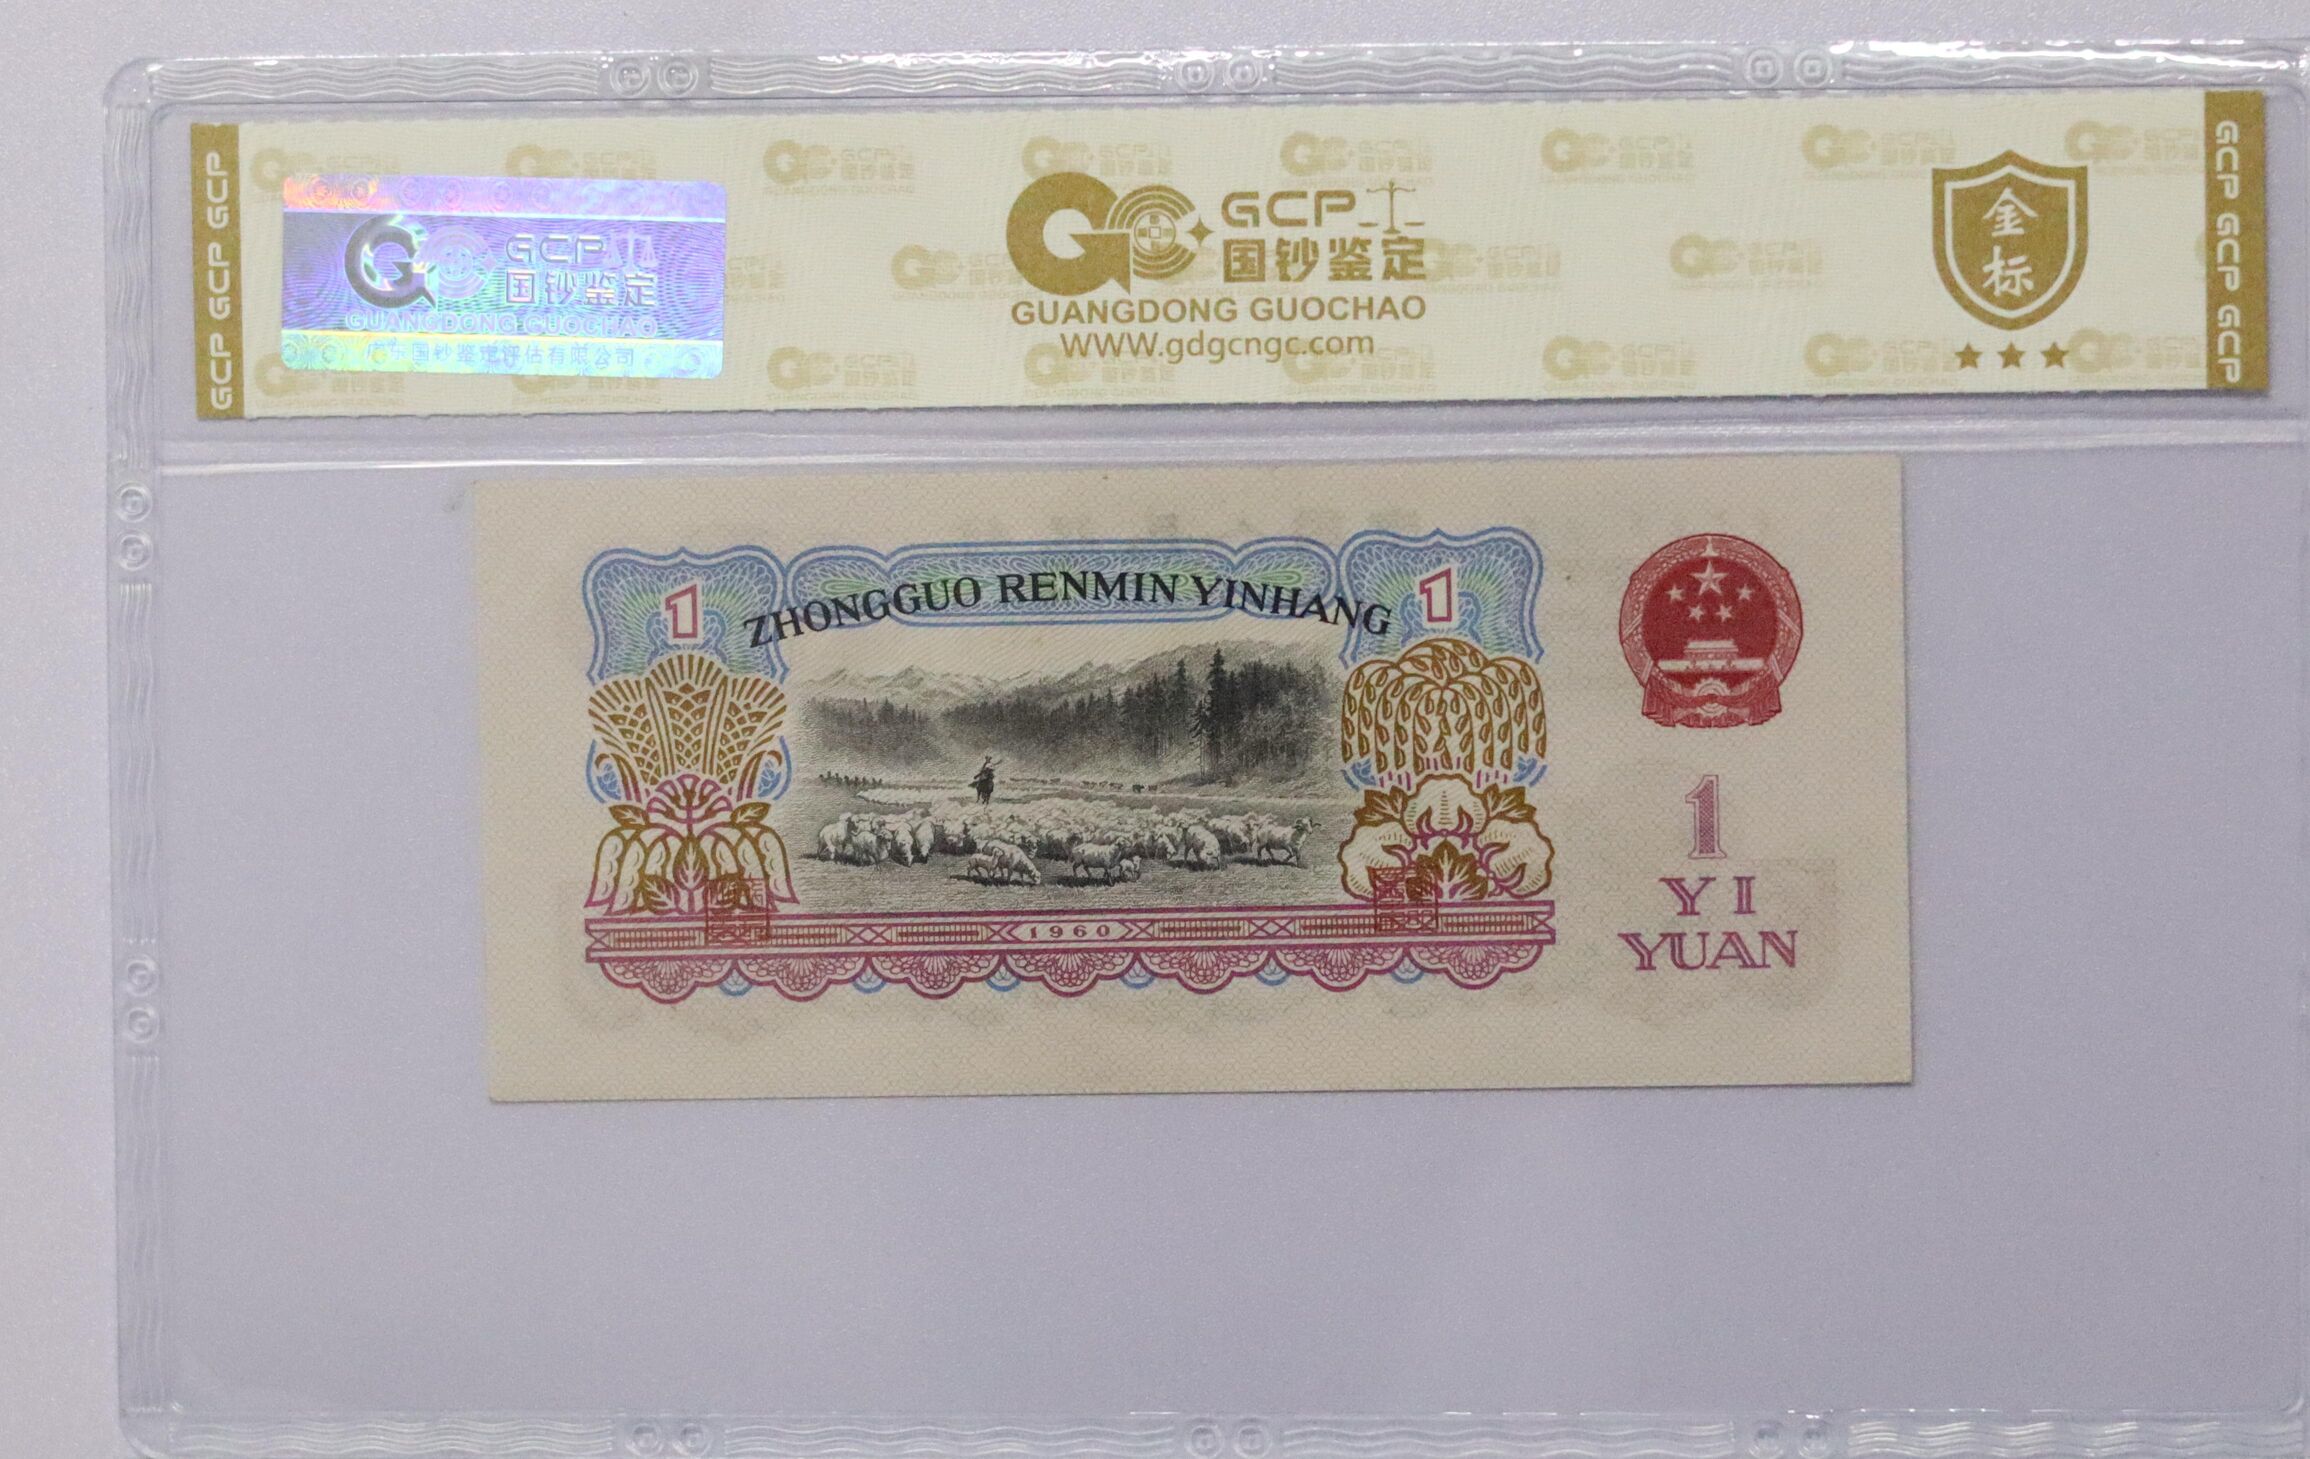 GCP GCP GCP
GCP
国钞鉴定
GUANGDONG GUOCHAO
广东国钞鉴定评估有限公司
GCP
国钞鉴定
GUANGDONG GUOCHAO
WWW.gdgcngc.com
金
标
GCP GCP GCP
1
ZHONGGUO RENMIN YINHANG
1
1
YI
YUAN
1960